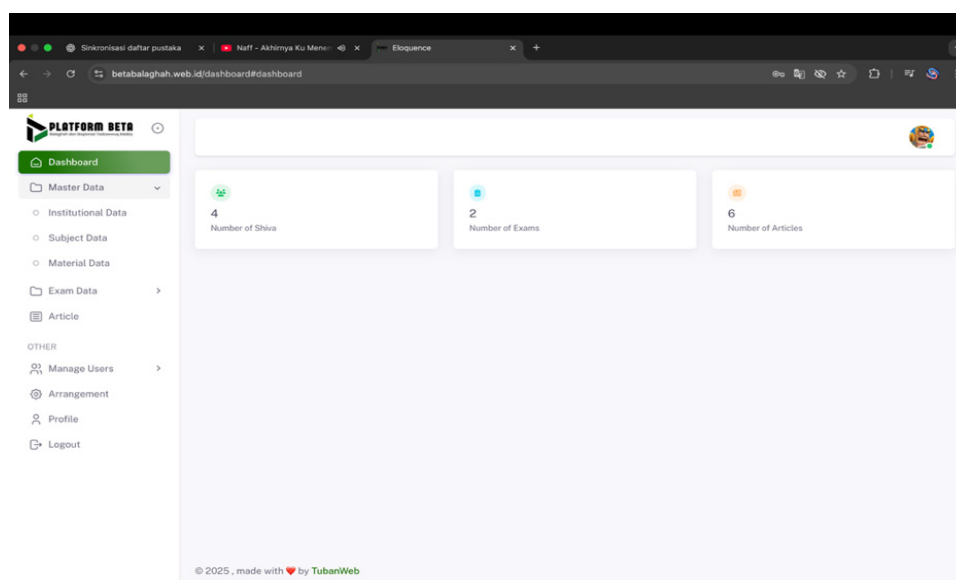 Sinkronisasi daftar pustaka
Naff - Akhirnya Ku Menen
Eloquence
betabalaghah.web.id/dashboard#dashboard
PLATFORM BETA
Dashboard
Master Data
Institutional Data
Subject Data
Material Data
Exam Data
Article
OTHER
Manage Users
Arrangement
Profile
Logout
4
Number of Shiva
2
Number of Exams
6
Number of Articles
© 2025 , made with ❤️ by TubanWeb